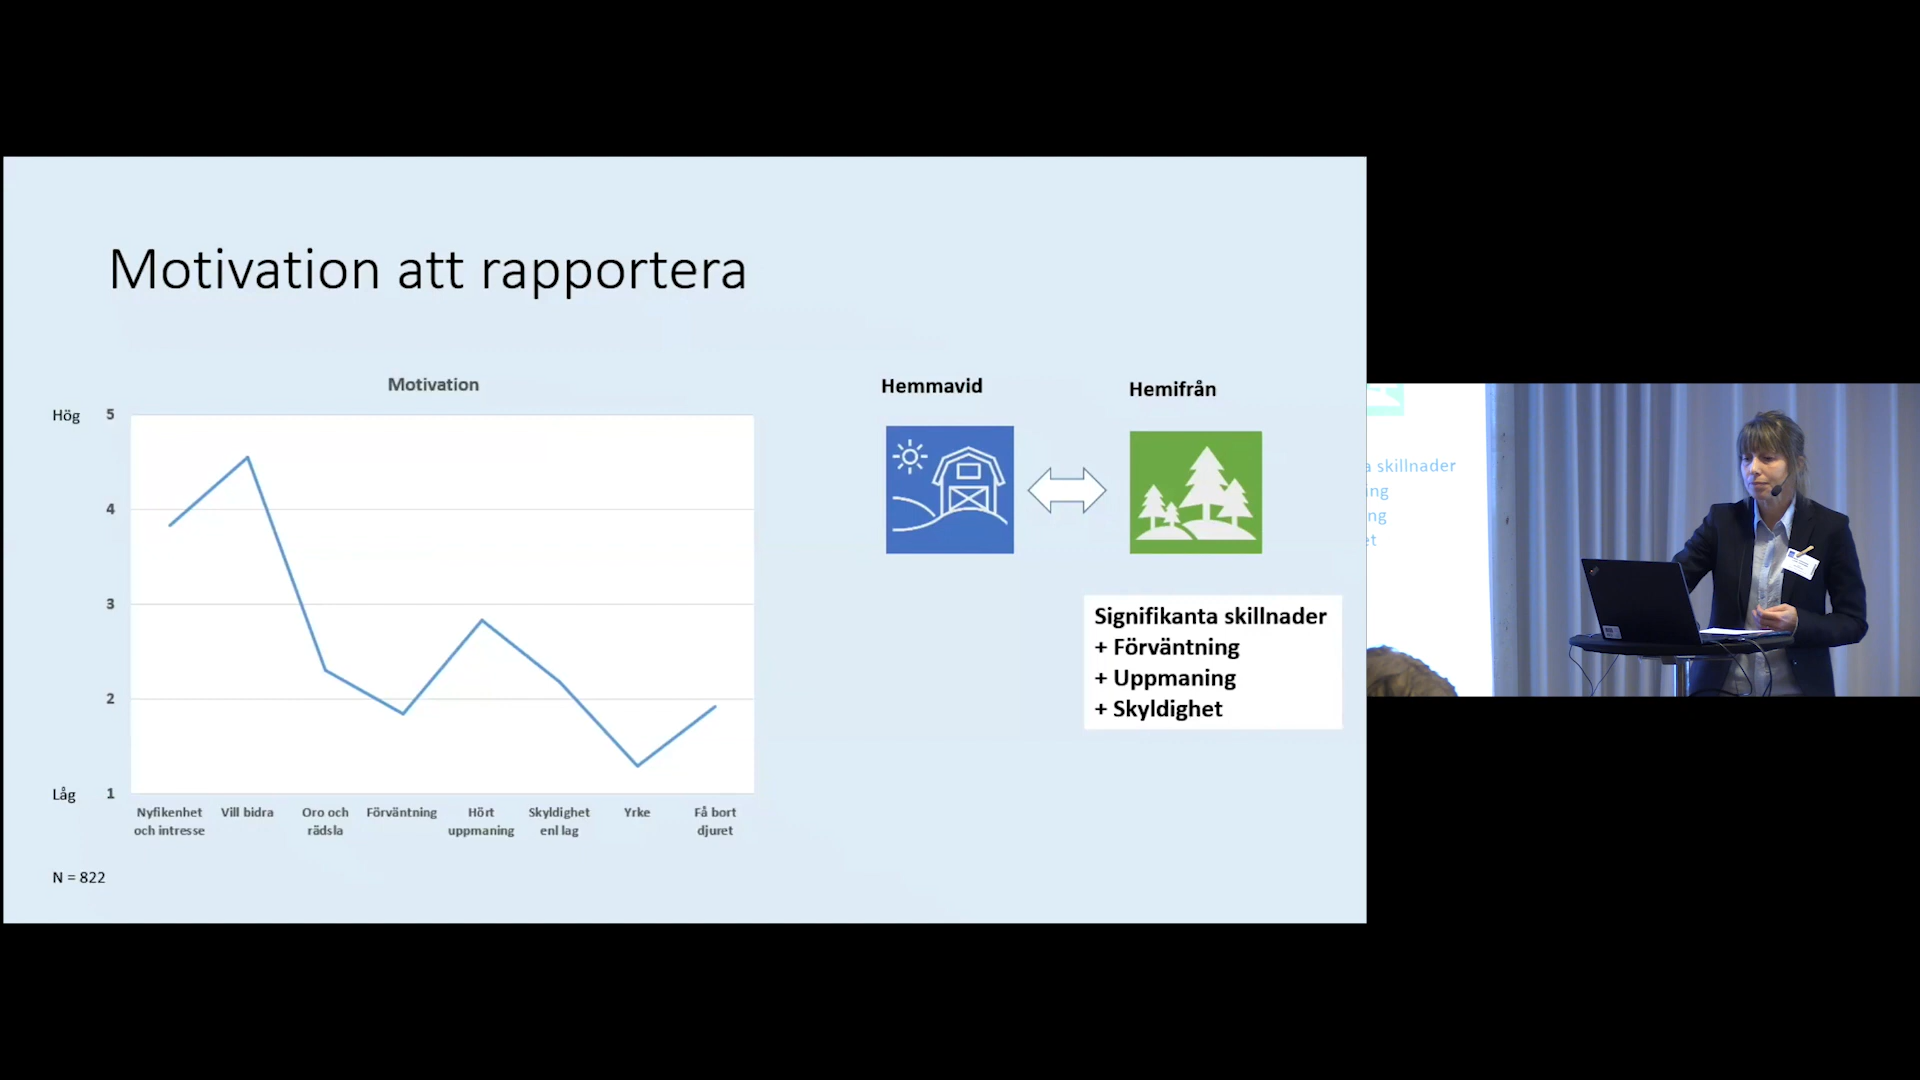 Motivation att rapportera
Motivation
Hög
5
4
3
2
Låg
1
Nyfikenhet
och intresse
Vill bidra
Oro och
rädsla
Förväntning
Hört
uppmaning
Skyldighet
enl lag
Yrke
Få bort
djuret
N = 822
Hemmavid
Hemifrån
Signifikanta skillnader
+ Förväntning
+ Uppmaning
+ Skyldighet
skillnader